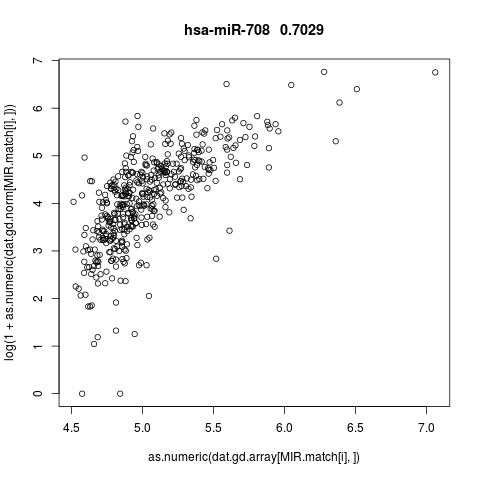 hsa-miR-708 0.7029
log(1 + as.numeric(dat.gd.norm[MIR.match[i], ]))
7
6
5
4
3
2
1
0
4.5 5.0 5.5 6.0 6.5 7.0
as.numeric(dat.gd.array[MIR.match[i], ])